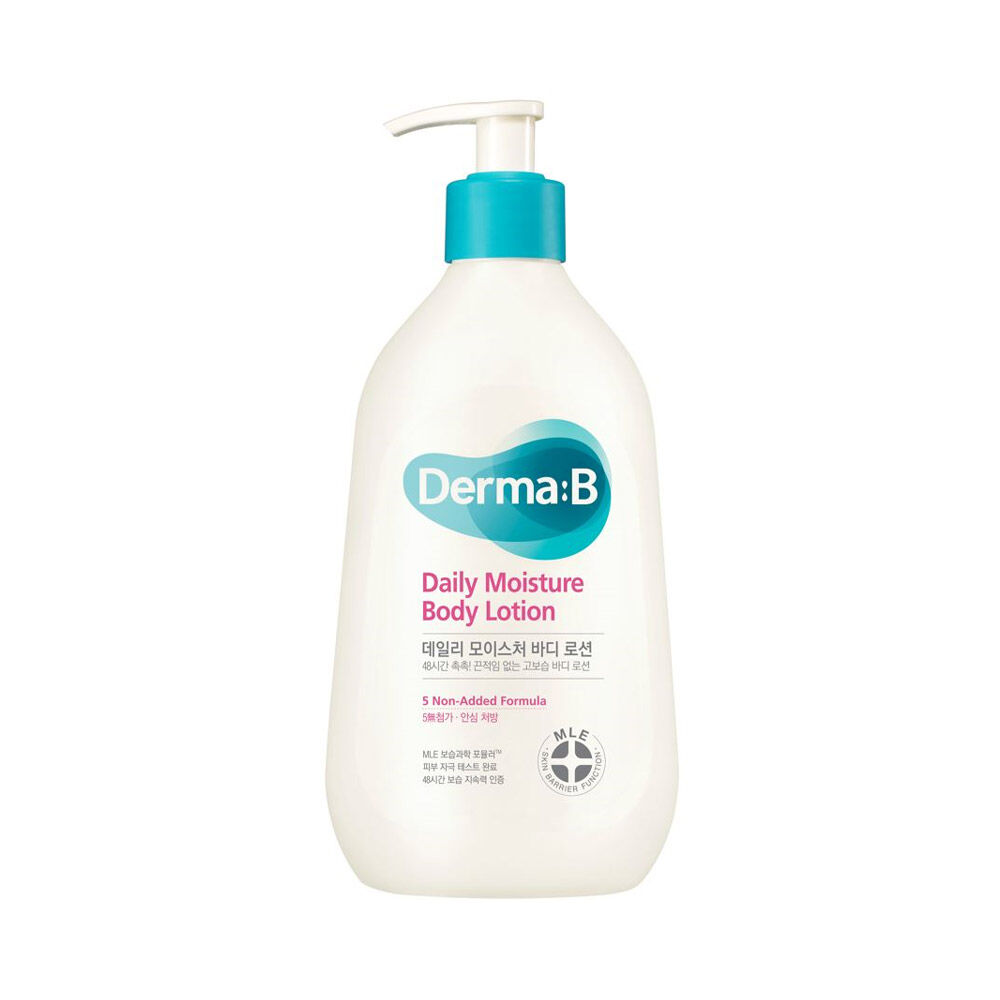 Derma:B
Daily Moisture
Body Lotion
데일리 모이스처 바디 로션
48시간 촉촉! 끈적임 없는 고보습 바디 로션
5 Non-Added Formula
5無첨가·안심 처방
MLE 보습과학 포뮬러™
피부 자극 테스트 완료
48시간 보습 지속력 인증
MLE
· SKIN BARRIER FUNCTION ·